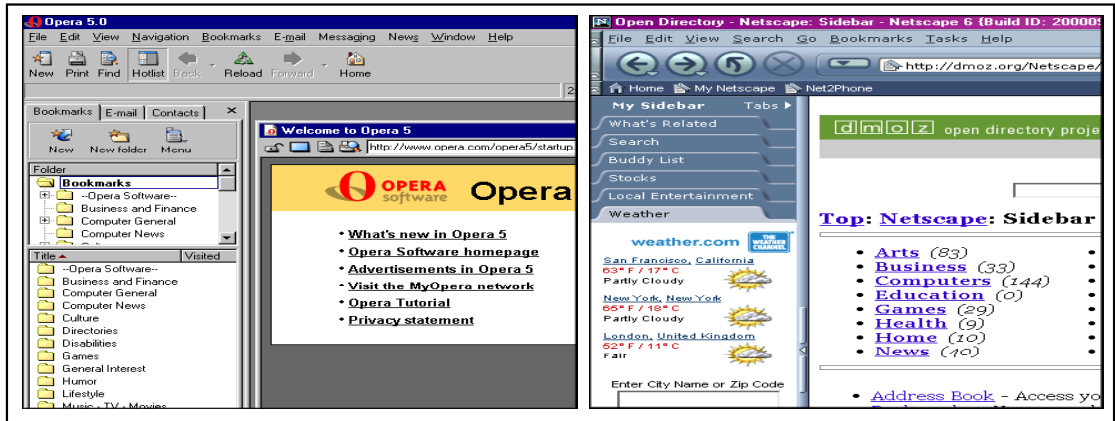 Opera 5.0
File Edit View Navigation Bookmarks E-mail Messaging News Window Help
New Print Find Hotlist Back Reload Forward Home
Bookmarks E-mail Contacts
New New folder Menu
Folder
Bookmarks
--Opera Software--
Business and Finance
Computer General
Computer News
Title Visited
--Opera Software--
Business and Finance
Computer General
Computer News
Culture
Directories
Disabilities
Games
General Interest
Humor
Lifestyle
Music - TV - Movies
Welcome to Opera 5
http://www.opera.com/opera5/startup.
OPERA software Opera
• What's new in Opera 5
• Opera Software homepage
• Advertisements in Opera 5
• Visit the MyOpera network
• Opera Tutorial
• Privacy statement
Open Directory - Netscape: Sidebar - Netscape 6 {Build ID: 20000
File Edit View Search Go Bookmarks Tasks Help
http://dmoz.org/Netscape/
Home My Netscape Net2Phone
My Sidebar Tabs
What's Related
Search
Buddy List
Stocks
Local Entertainment
Weather
weather.com THE WEATHER CHANNEL
San Francisco, California
63° F / 17° C
Partly Cloudy
New York, New York
65° F / 18° C
Partly Cloudy
London, United Kingdom
52° F / 11° C
Fair
Enter City Name or Zip Code
dmoz open directory proje
Top: Netscape: Sidebar
• Arts (83)
• Business (33)
• Computers (144)
• Education (0)
• Games (29)
• Health (9)
• Home (10)
• News (40)
• Address Book - Access yo